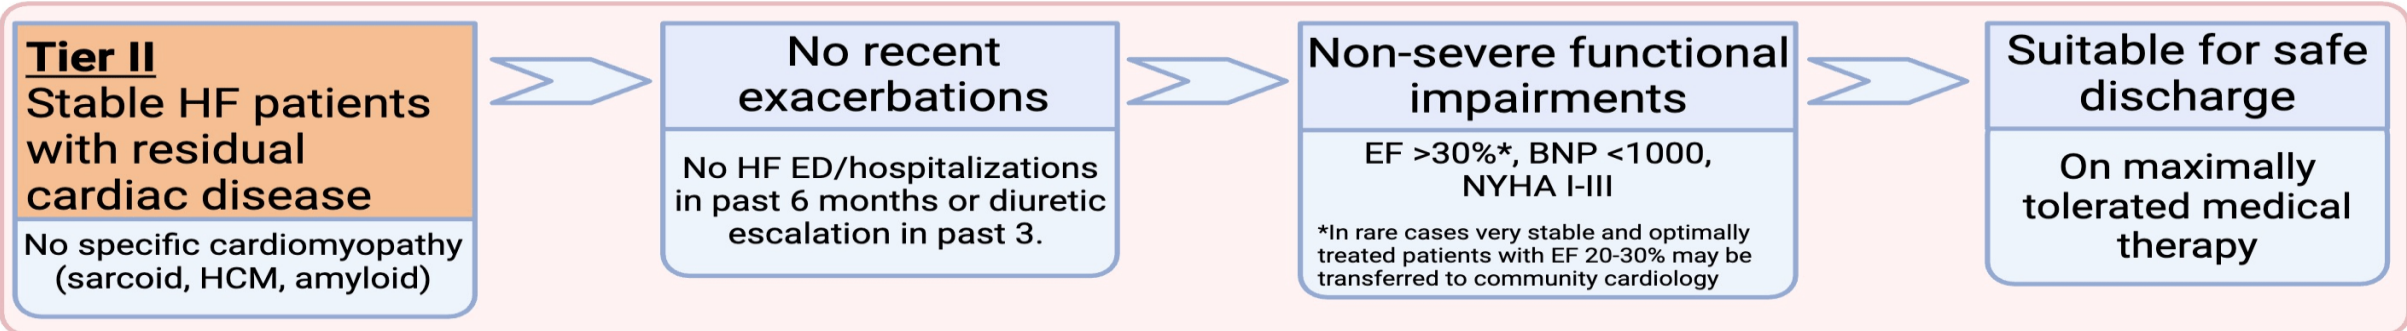 Tier II
Stable HF patients
with residual
cardiac disease
No specific cardiomyopathy
(sarcoid, HCM, amyloid)
No recent
exacerbations
No HF ED/hospitalizations
in past 6 months or diuretic
escalation in past 3.
Non-severe functional
impairments
EF >30%*, BNP <1000,
NYHA I-III
*In rare cases very stable and optimally
treated patients with EF 20-30% may be
transferred to community cardiology
Suitable for safe
discharge
On maximally
tolerated medical
therapy